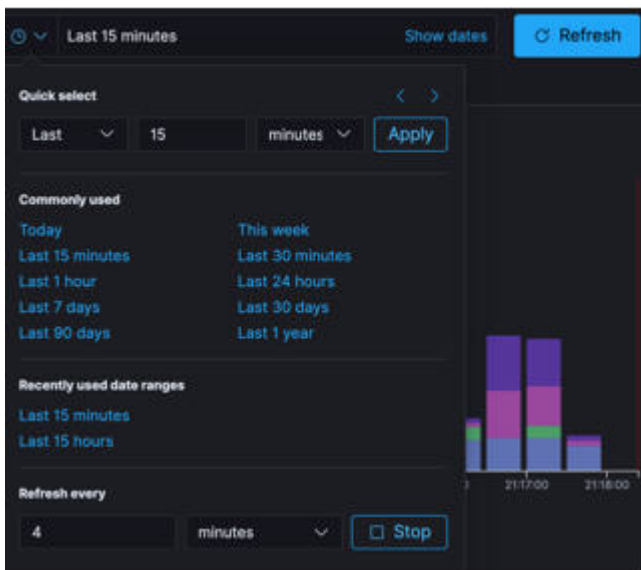 Last 15 minutes Show dates Refresh
Quick select
Last 15 minutes Apply
Commonly used
Today This week
Last 15 minutes Last 30 minutes
Last 1 hour Last 24 hours
Last 7 days Last 30 days
Last 90 days Last 1 year
Recently used date ranges
Last 15 minutes
Last 15 hours
21:17:00 21:18:00
Refresh every
4 minutes Stop